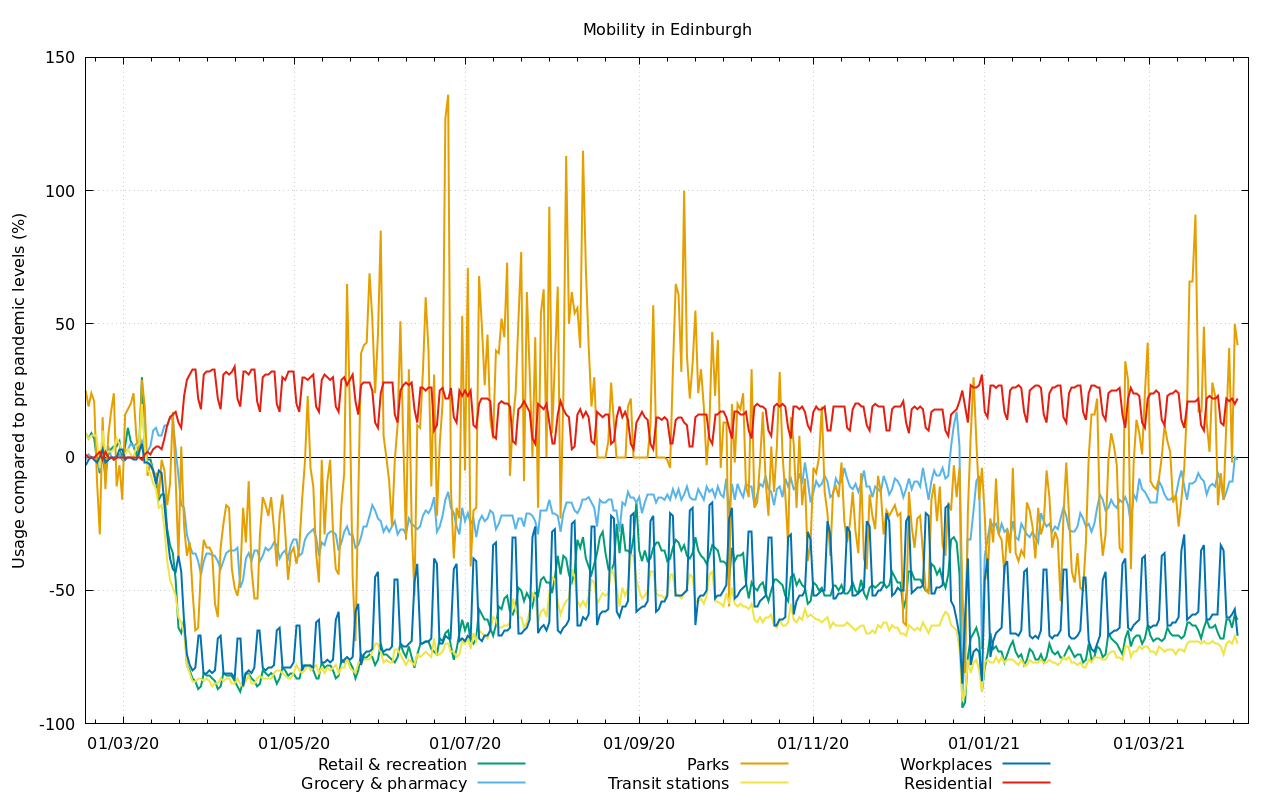 Mobility in Edinburgh
Usage compared to pre pandemic levels (%)
150
100
50
0
-50
-100
01/03/20 01/05/20 01/07/20 01/09/20 01/11/20 01/01/21 01/03/21
Retail & recreation Parks Workplaces
Grocery & pharmacy Transit stations Residential